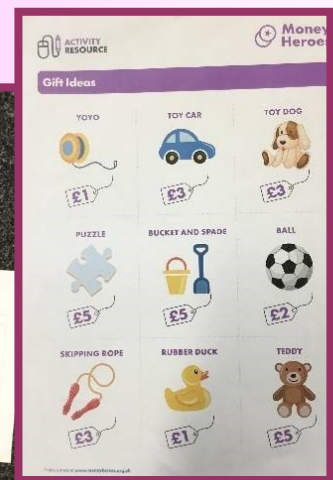 ACTIVITY
RESOURCE
Money
Heroes
Gift Ideas
YOYO
TOY CAR
TOY DOG
£1
£3
£3
PUZZLE
BUCKET AND SPADE
BALL
£5
£5
£2
SKIPPING ROPE
RUBBER DUCK
TEDDY
£3
£1
£5